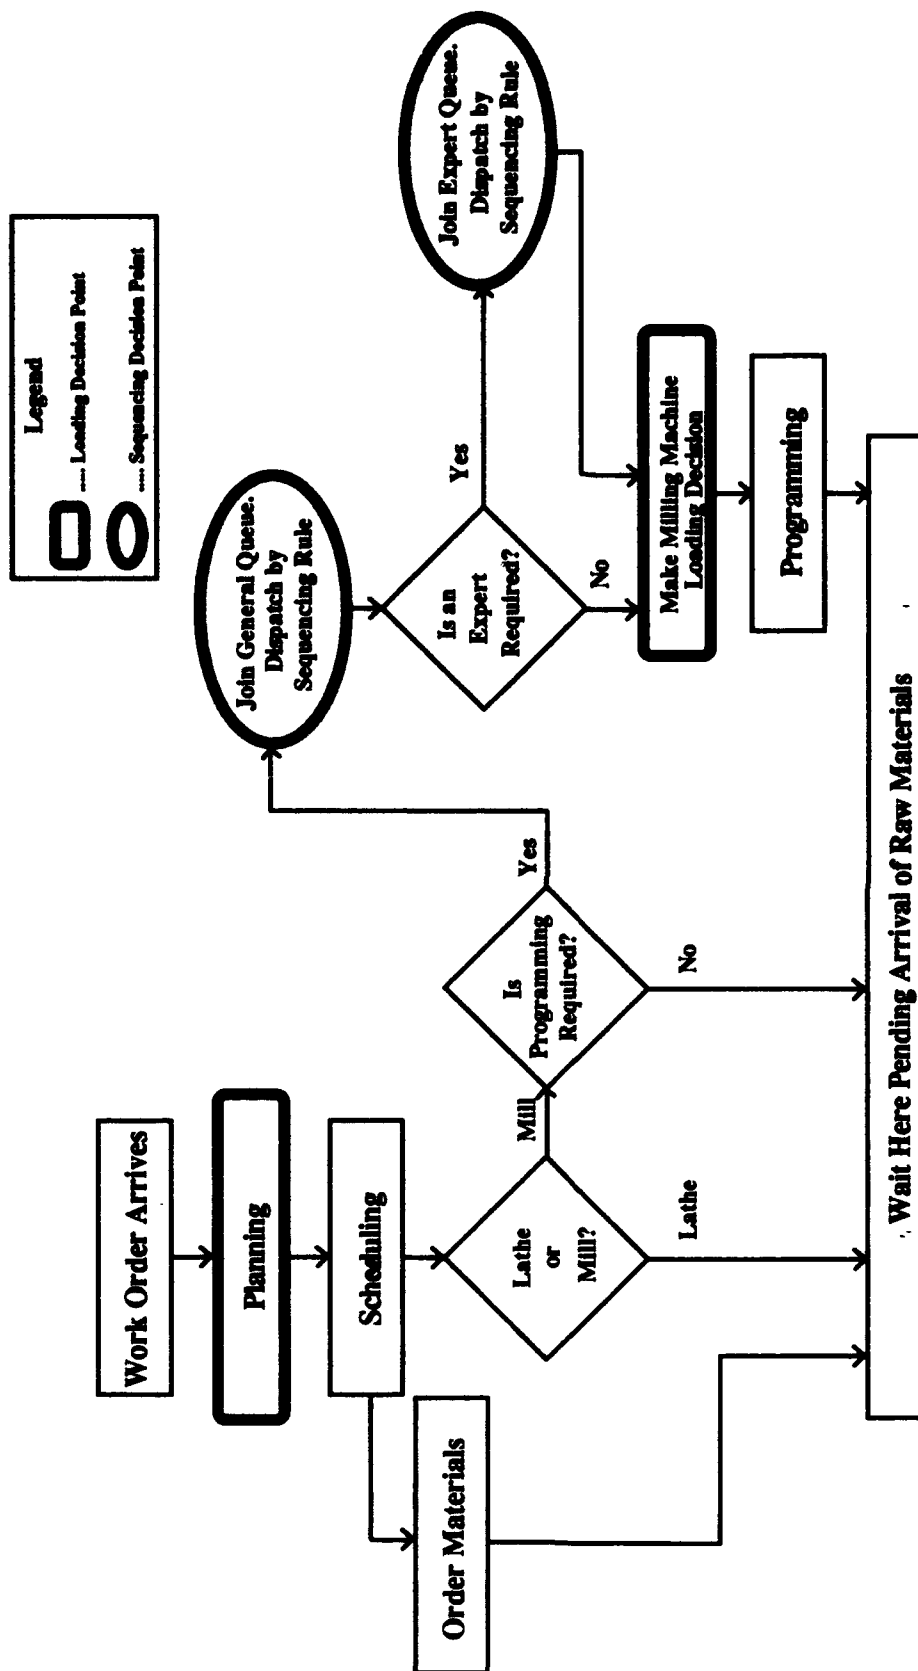 Legend
..... Loading Decision Point
..... Sequencing Decision Point
Work Order Arrives
Planning
Scheduling
Order Materials
Lathe
or
Mill?
Mill
Lathe
Is
Programming
Required?
Yes
No
Join General Queue.
Dispatch by
Sequencing Rule
Is an
Expert
Required?
Yes
No
Join Expert Queue.
Dispatch by
Sequencing Rule
Make Milling Machine
Loading Decision
Programming
Wait Here Pending Arrival of Raw Materials